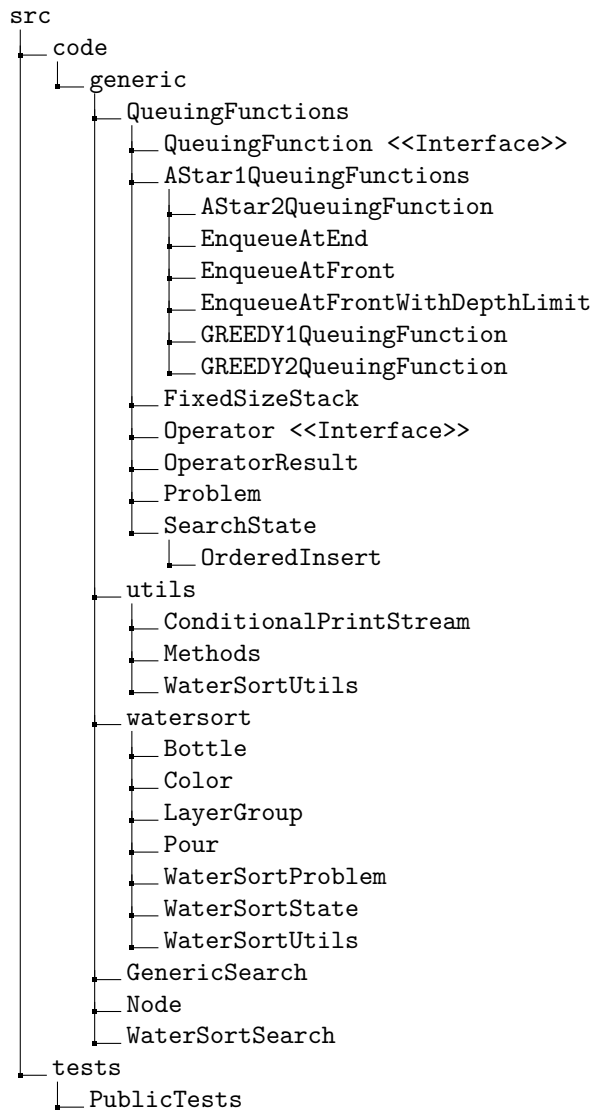 src
code
generic
QueuingFunctions
QueuingFunction <<Interface>>
AStar1QueuingFunctions
AStar2QueuingFunction
EnqueueAtEnd
EnqueueAtFront
EnqueueAtFrontWithDepthLimit
GREEDY1QueuingFunction
GREEDY2QueuingFunction
FixedSizeStack
Operator <<Interface>>
OperatorResult
Problem
SearchState
OrderedInsert
utils
ConditionalPrintStream
Methods
WaterSortUtils
watersort
Bottle
Color
LayerGroup
Pour
WaterSortProblem
WaterSortState
WaterSortUtils
GenericSearch
Node
WaterSortSearch
tests
PublicTests